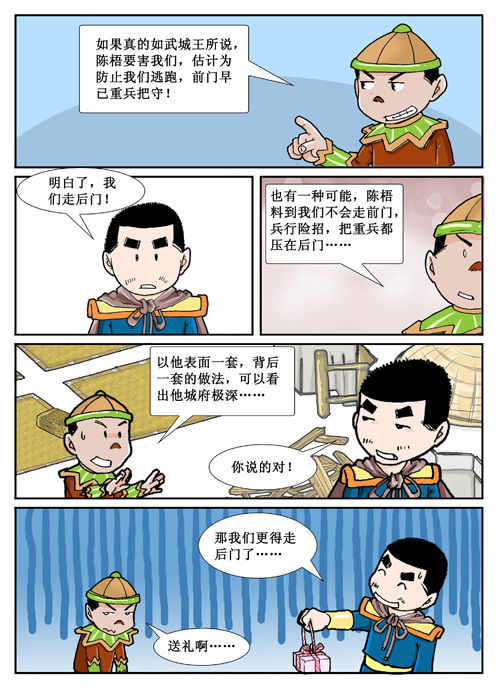 如果真的如武城王所说，
陈梧要害我们，估计为
防止我们逃跑，前门早
已重兵把守！
明白了，我
们走后门！
也有一种可能，陈梧
料到我们不会走前门，
兵行险招，把重兵都
压在后门……
以他表面一套，背后
一套的做法，可以看
出他城府极深……
你说的对！
那我们更得走
后门了……
送礼啊……